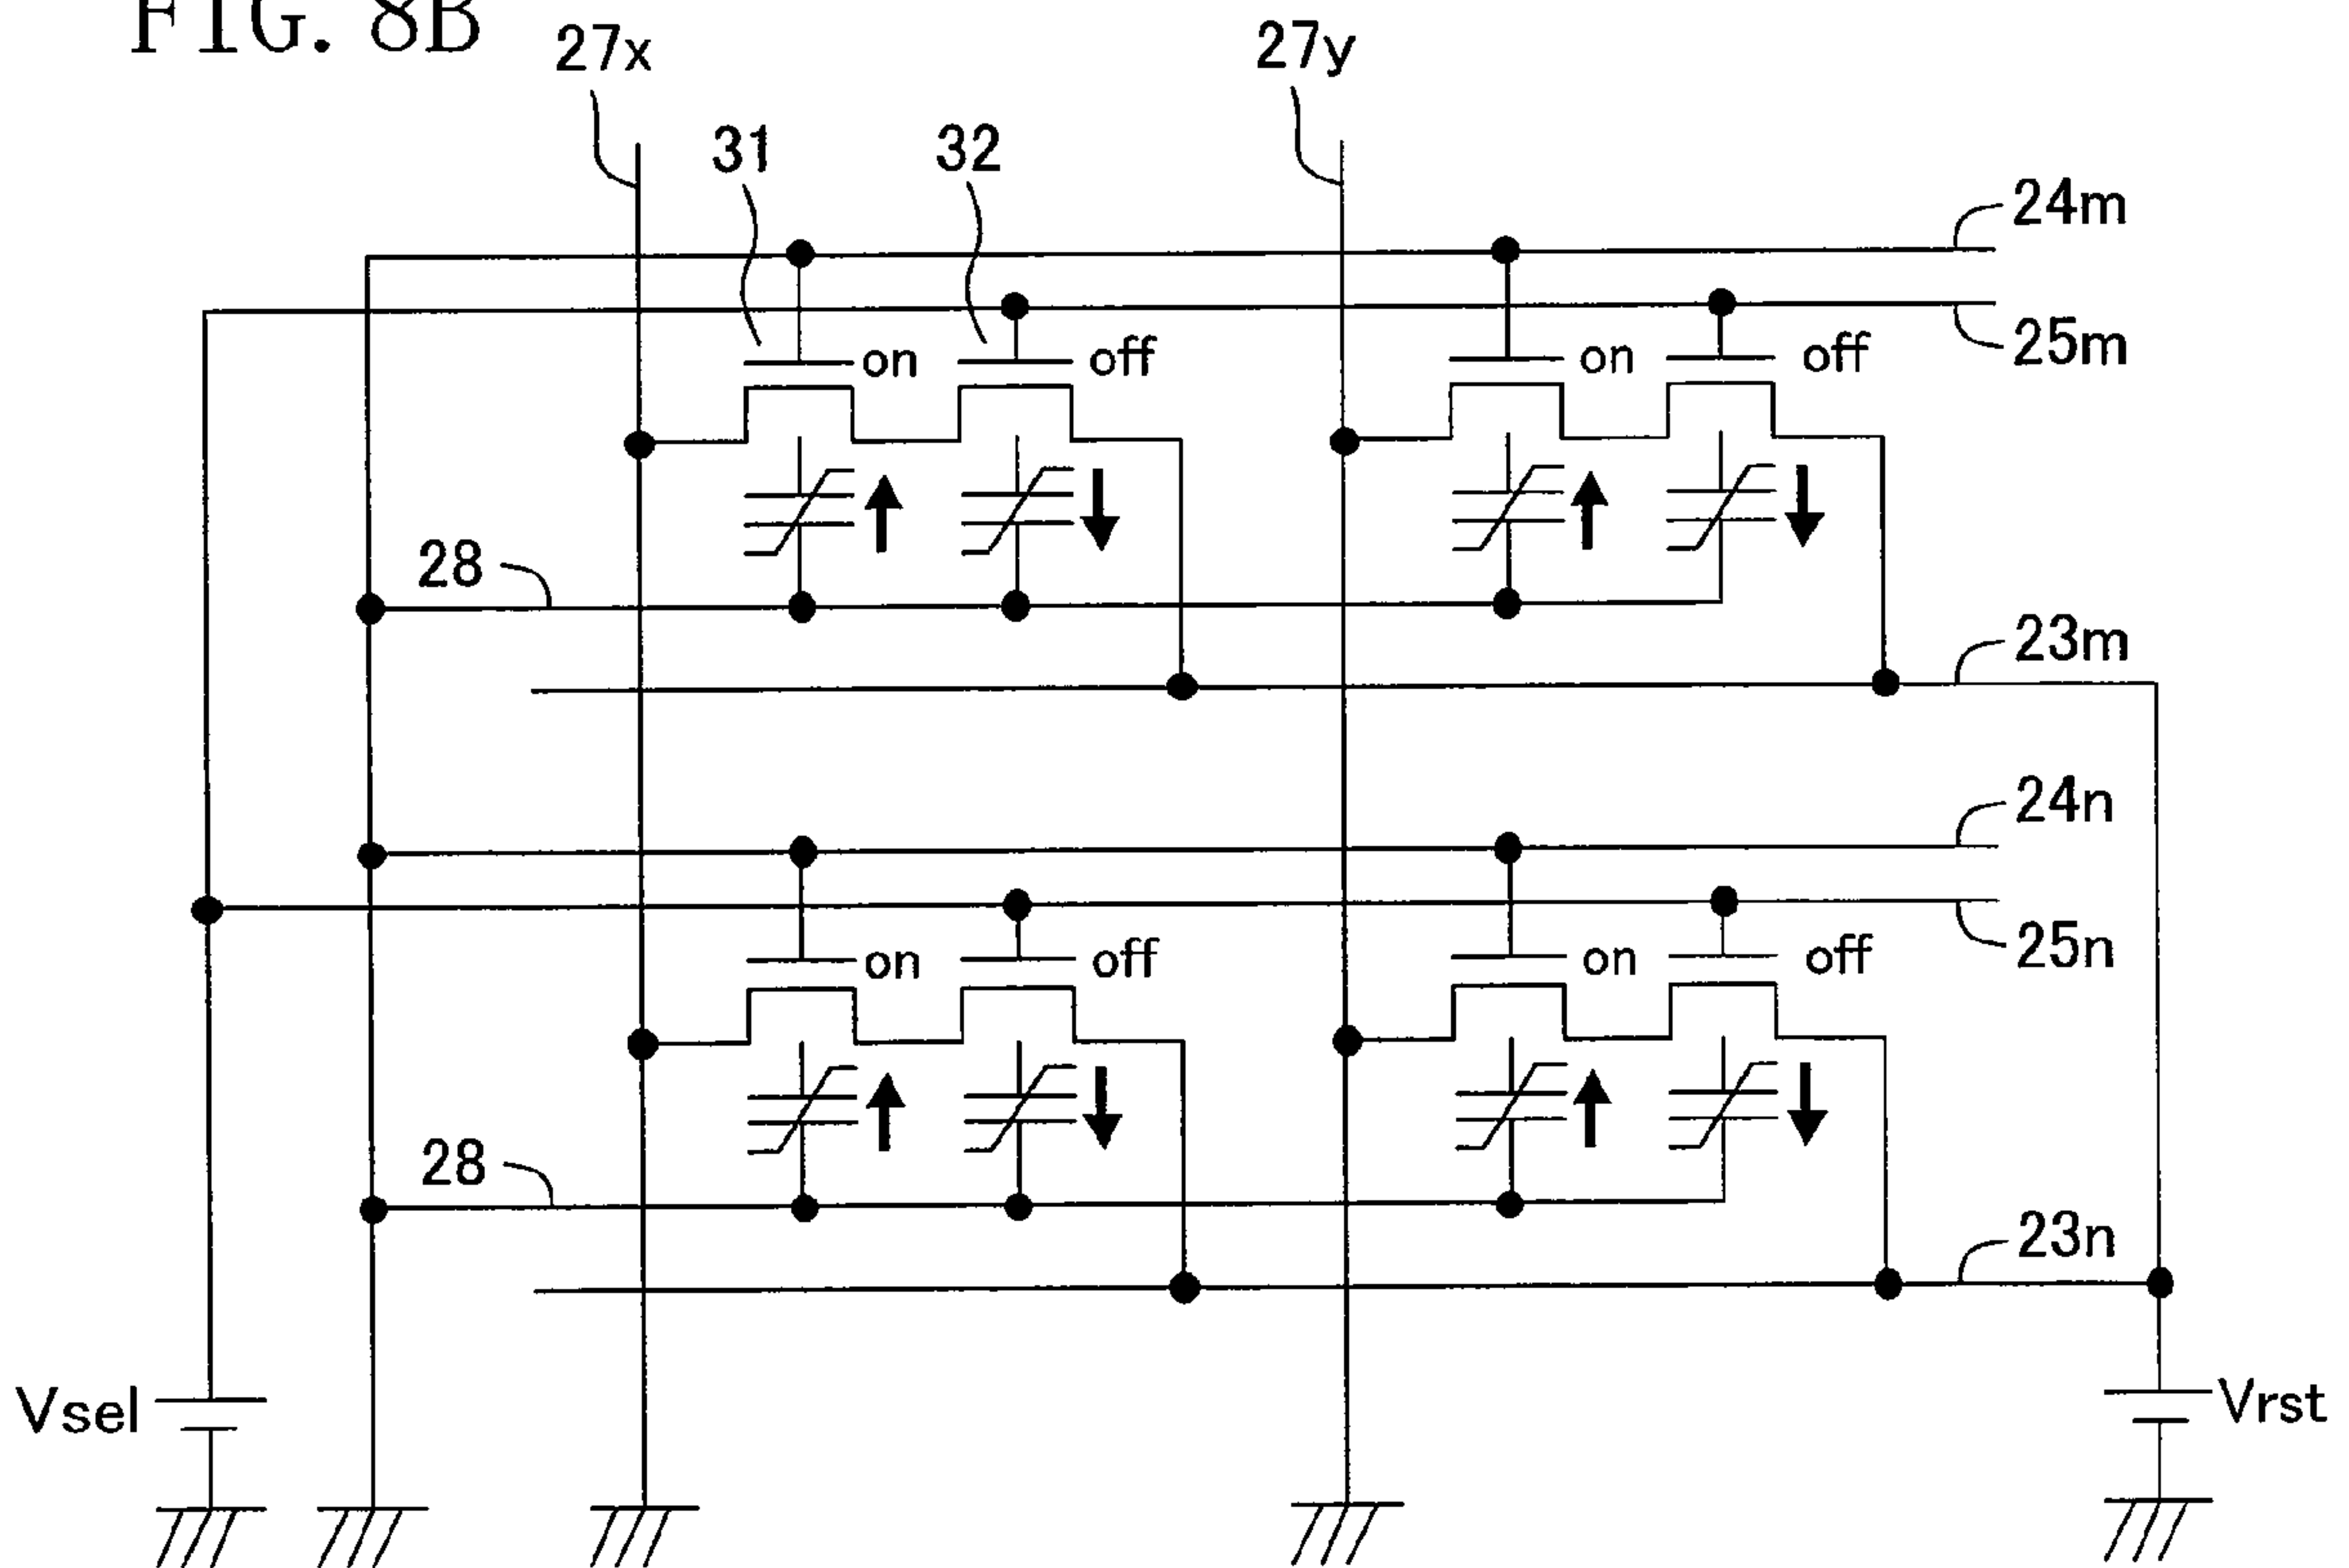 FIG. 8B
27x
27y
31
32
24m
25m
on
off
on
off
28
23m
24n
25n
on
off
on
off
28
23n
Vsel
Vrst